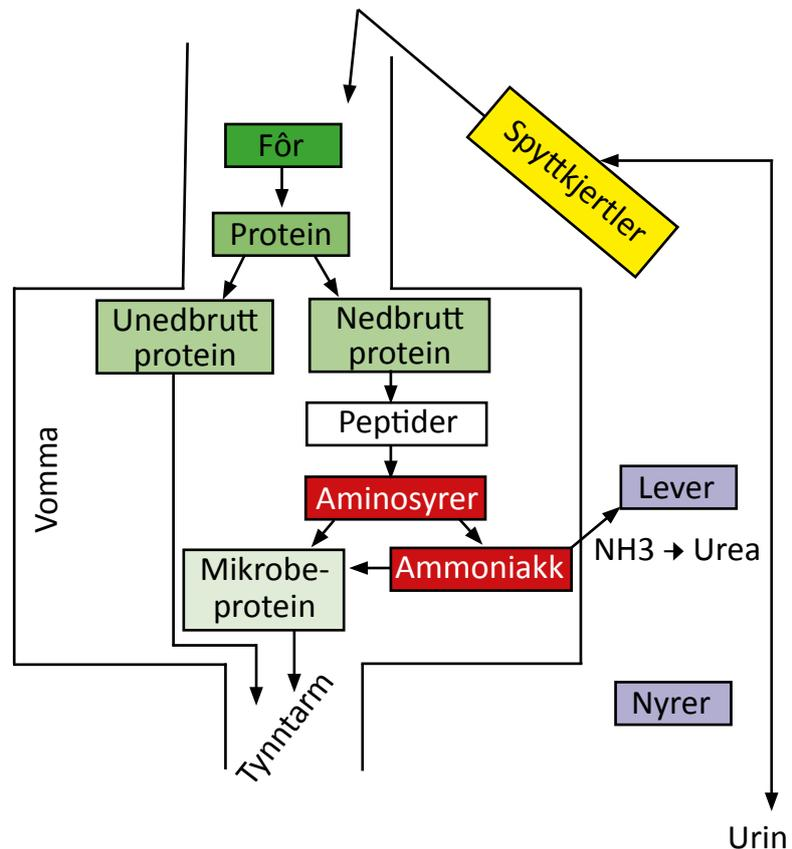 Fôr
Spyttkjertler
Protein
Unedbrutt
protein
Nedbrutt
protein
Peptider
Vomma
Aminosyrer
Lever
NH3 → Urea
Mikrobe-
protein
Ammoniakk
Tynntarm
Nyrer
Urin